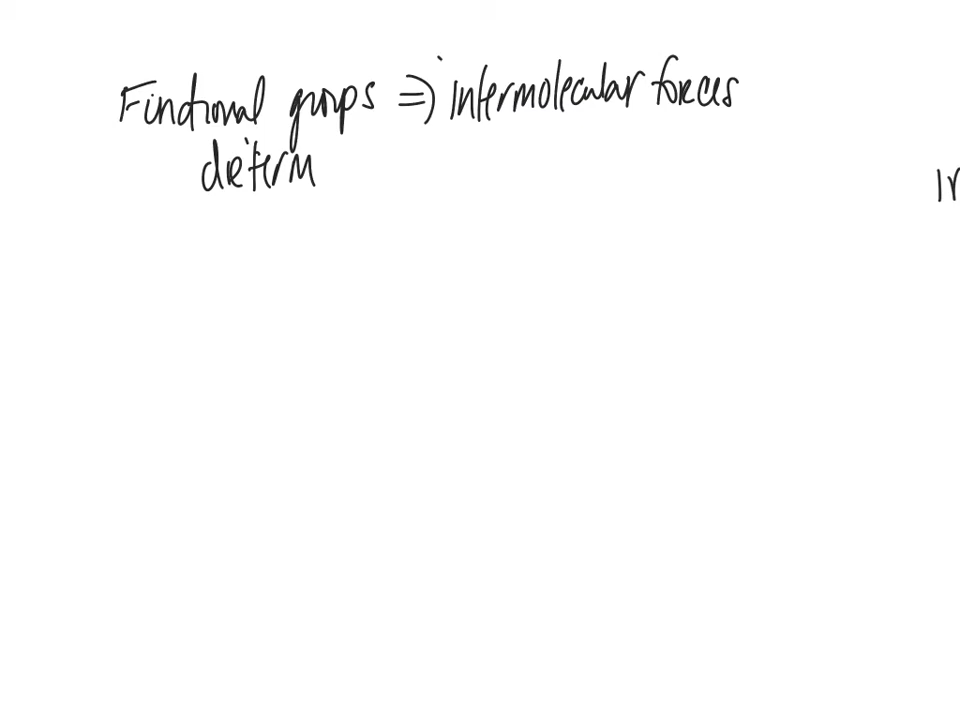 Functional groups ⇒ intermolecular forces
determ